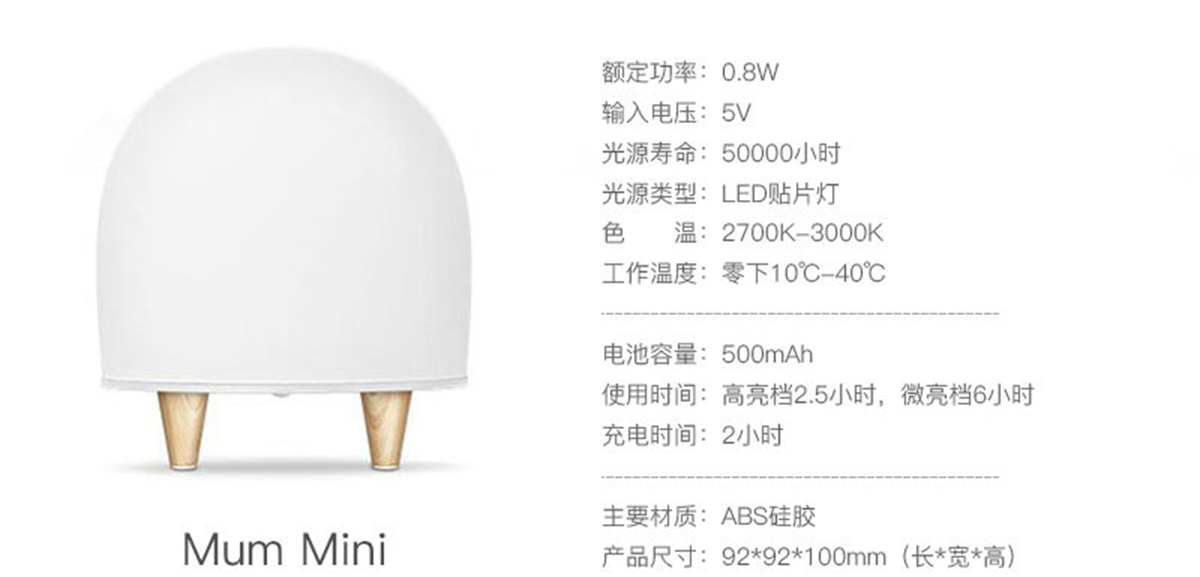 额定功率：0.8W
输入电压：5V
光源寿命：50000小时
光源类型：LED贴片灯
色　　温：2700K-3000K
工作温度：零下10℃-40℃
电池容量：500mAh
使用时间：高亮档2.5小时，微亮档6小时
充电时间：2小时
主要材质：ABS硅胶
产品尺寸：92*92*100mm（长*宽*高）
Mum Mini